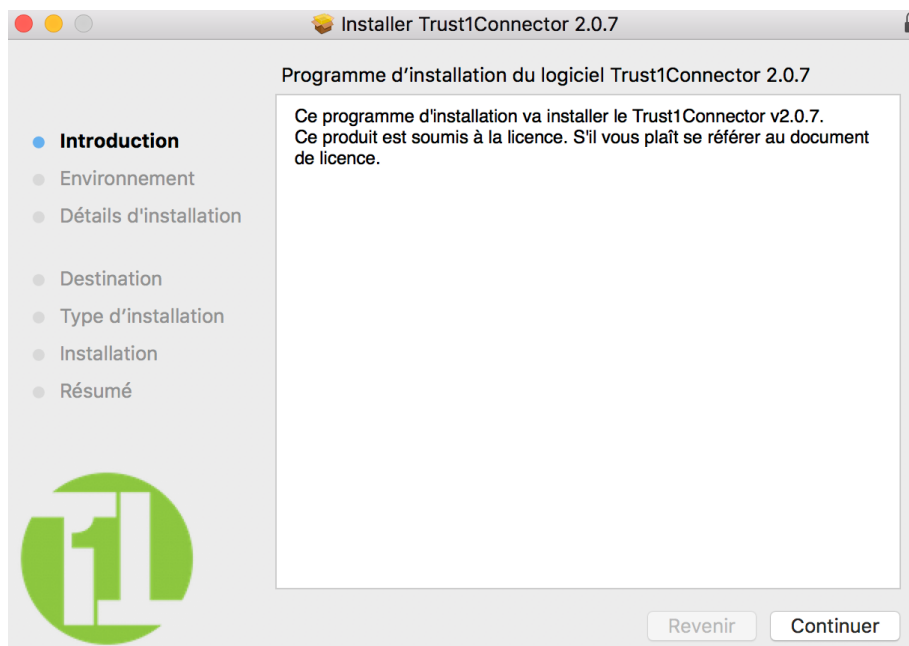 Installer Trust1Connector 2.0.7
Programme d’installation du logiciel Trust1Connector 2.0.7
Introduction
Environnement
Détails d'installation
Destination
Type d’installation
Installation
Résumé
Ce programme d'installation va installer le Trust1Connector v2.0.7.
Ce produit est soumis à la licence. S'il vous plaît se référer au document
de licence.
T1
Revenir
Continuer